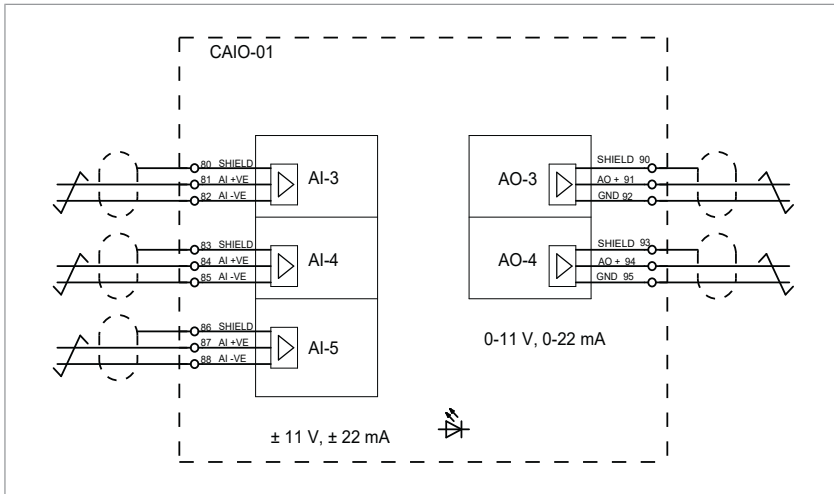 CAIO-01
80 SHIELD
81 AI +VE
82 AI -VE
AI-3
83 SHIELD
84 AI +VE
85 AI -VE
AI-4
86 SHIELD
87 AI +VE
88 AI -VE
AI-5
± 11 V, ± 22 mA
AO-3
SHIELD 90
AO + 91
GND 92
AO-4
SHIELD 93
AO + 94
GND 95
0-11 V, 0-22 mA